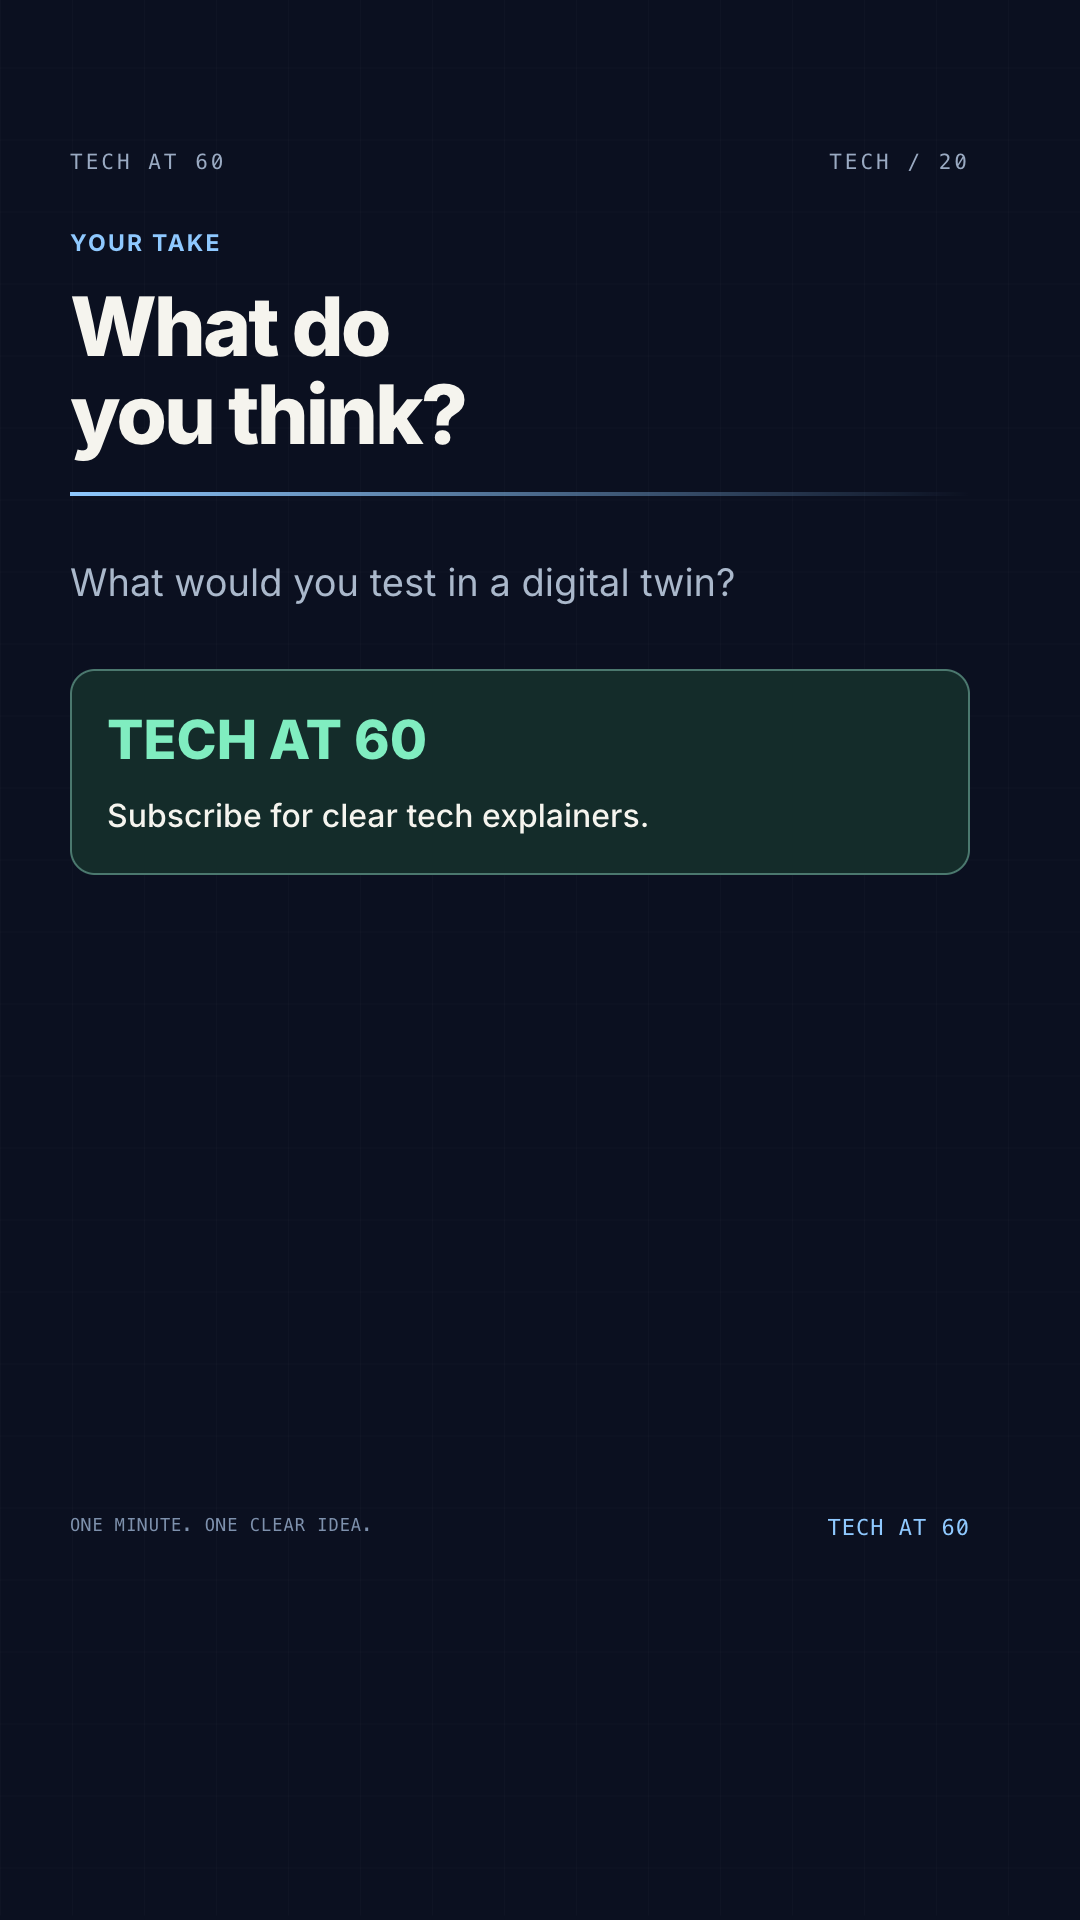 TECH AT 60
TECH / 20
YOUR TAKE
What do
you think?
What would you test in a digital twin?
TECH AT 60
Subscribe for clear tech explainers.
ONE MINUTE. ONE CLEAR IDEA.
TECH AT 60